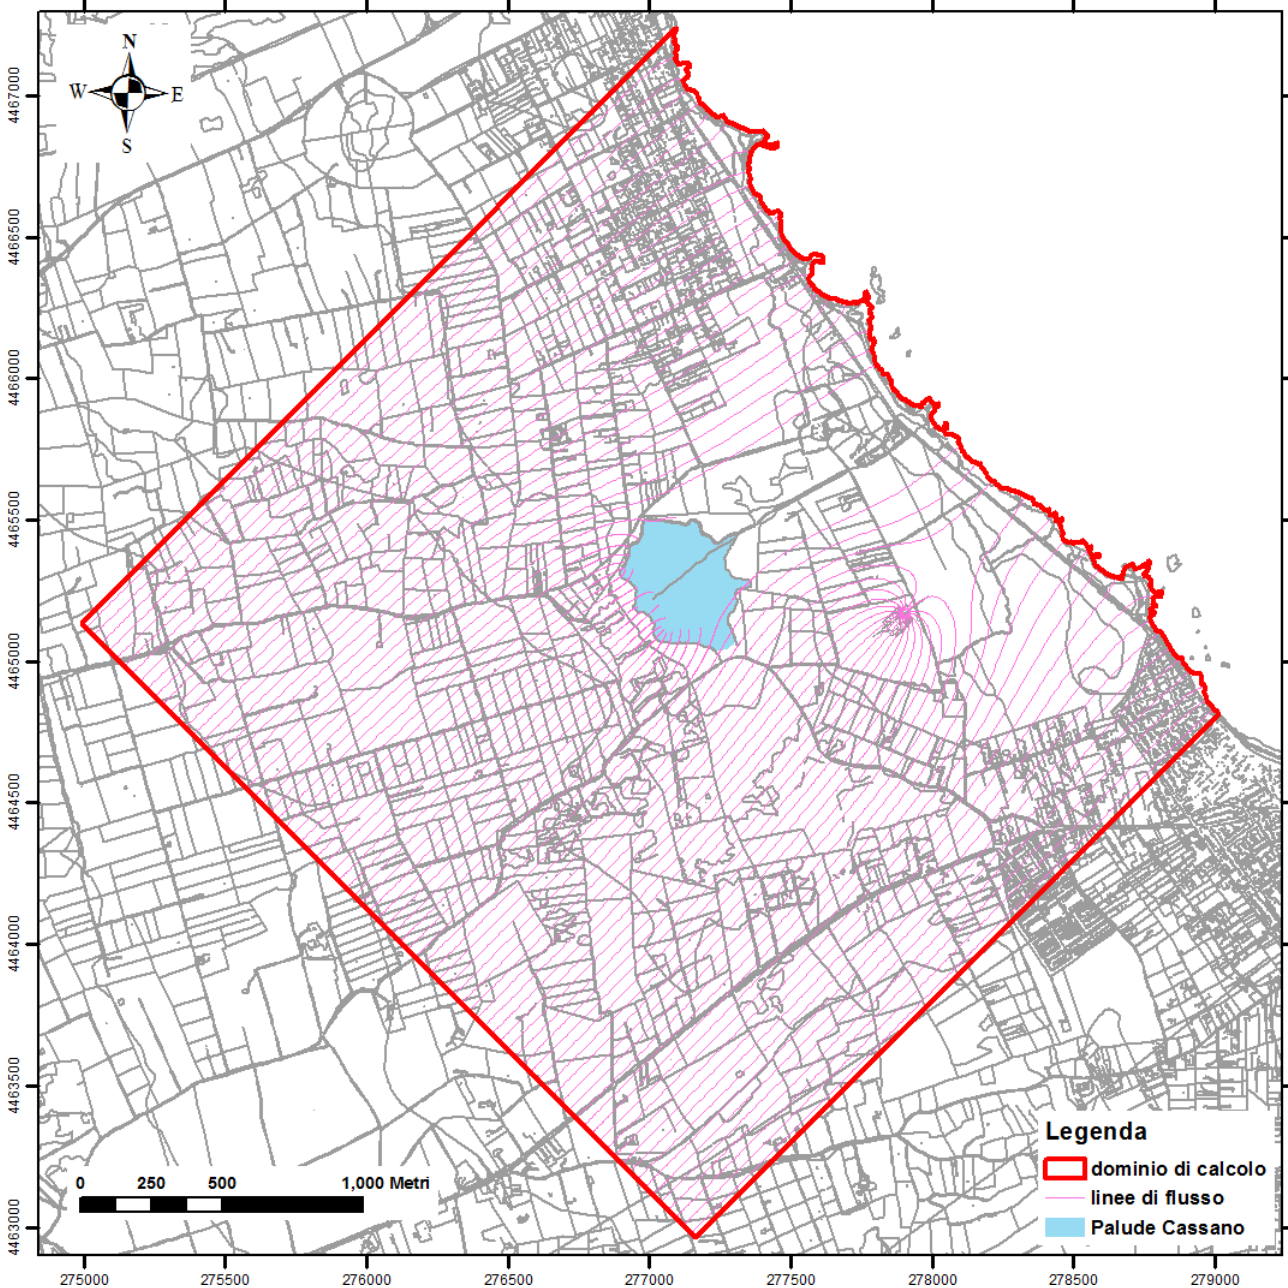 N
W E
S
4467000
4466500
4466000
4465500
4465000
4464500
4464000
4463500
4463000
Legenda
dominio di calcolo
linee di flusso
Palude Cassano
0 250 500 1,000 Metri
275000 275500 276000 276500 277000 277500 278000 278500 279000